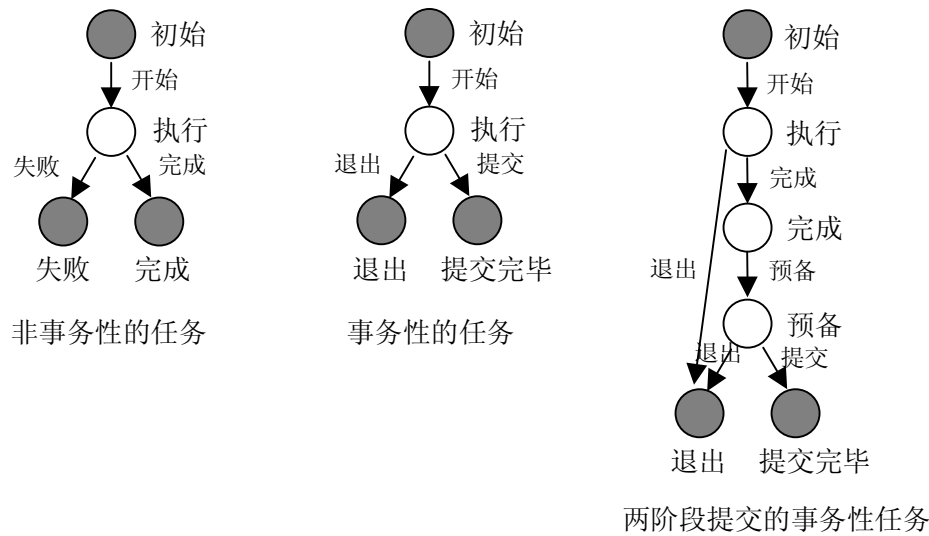 初始
开始
执行
失败
完成
失败
完成
非事务性的任务
初始
开始
执行
退出
提交
退出
提交完毕
事务性的任务
初始
开始
执行
完成
完成
退出
预备
预备
退出
提交
退出
提交完毕
两阶段提交的事务性任务